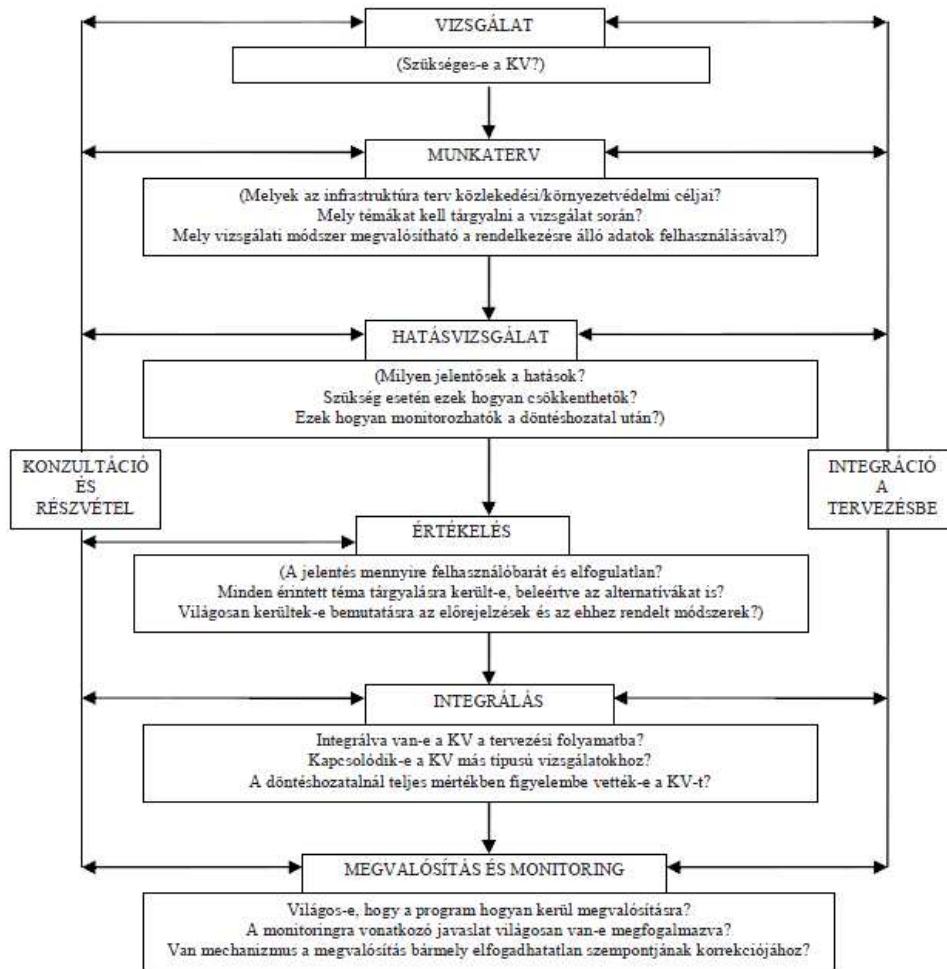 VIZSGÁLAT
(Szükséges-e a KV?)
MUNKATERV
(Melyek az infrastruktúra terv közlekedési/környezetvédelmi céljai?
Mely témákat kell tárgyalni a vizsgálat során?
Mely vizsgálati módszer megvalósítható a rendelkezésre álló adatok felhasználásával?)
HATÁSVIZSGÁLAT
(Milyen jelentősek a hatások?
Szükség esetén ezek hogyan csökkenthetők?
Ezek hogyan monitorozhatók a döntéshozatal után?)
KONZULTÁCIÓ
ÉS
RÉSZVÉTEL
INTEGRÁCIÓ
A
TERVEZÉSBE
ÉRTÉKELÉS
(A jelentés mennyire felhasználóbarát és elfogulatlan?
Minden érintett téma tárgyalásra került-e, beleértve az alternatívákat is?
Világosan kerültek-e bemutatásra az előrejelzések és az ehhez rendelt módszerek?)
INTEGRÁLÁS
Integrálva van-e a KV a tervezési folyamatba?
Kapcsolódik-e a KV más típusú vizsgálatokhoz?
A döntéshozatalnál teljes mértékben figyelembe vették-e a KV-t?
MEGVALÓSÍTÁS ÉS MONITORING
Világos-e, hogy a program hogyan kerül megvalósításra?
A monitoringra vonatkozó javaslat világosan van-e megfogalmazva?
Van mechanizmus a megvalósítás bármely elfogadhatatlan szempontjának korrekciójához?